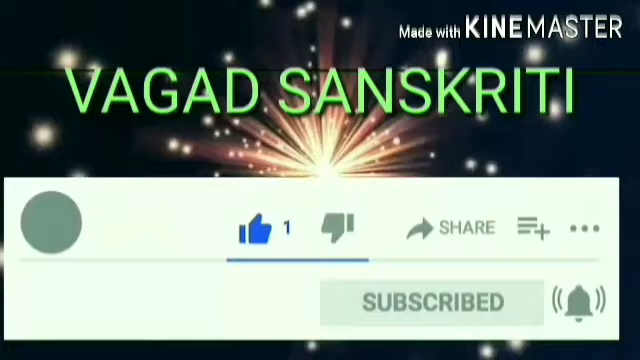 Made with KINEMASTER
VAGAD SANSKRITI
1 SHARE
SUBSCRIBED